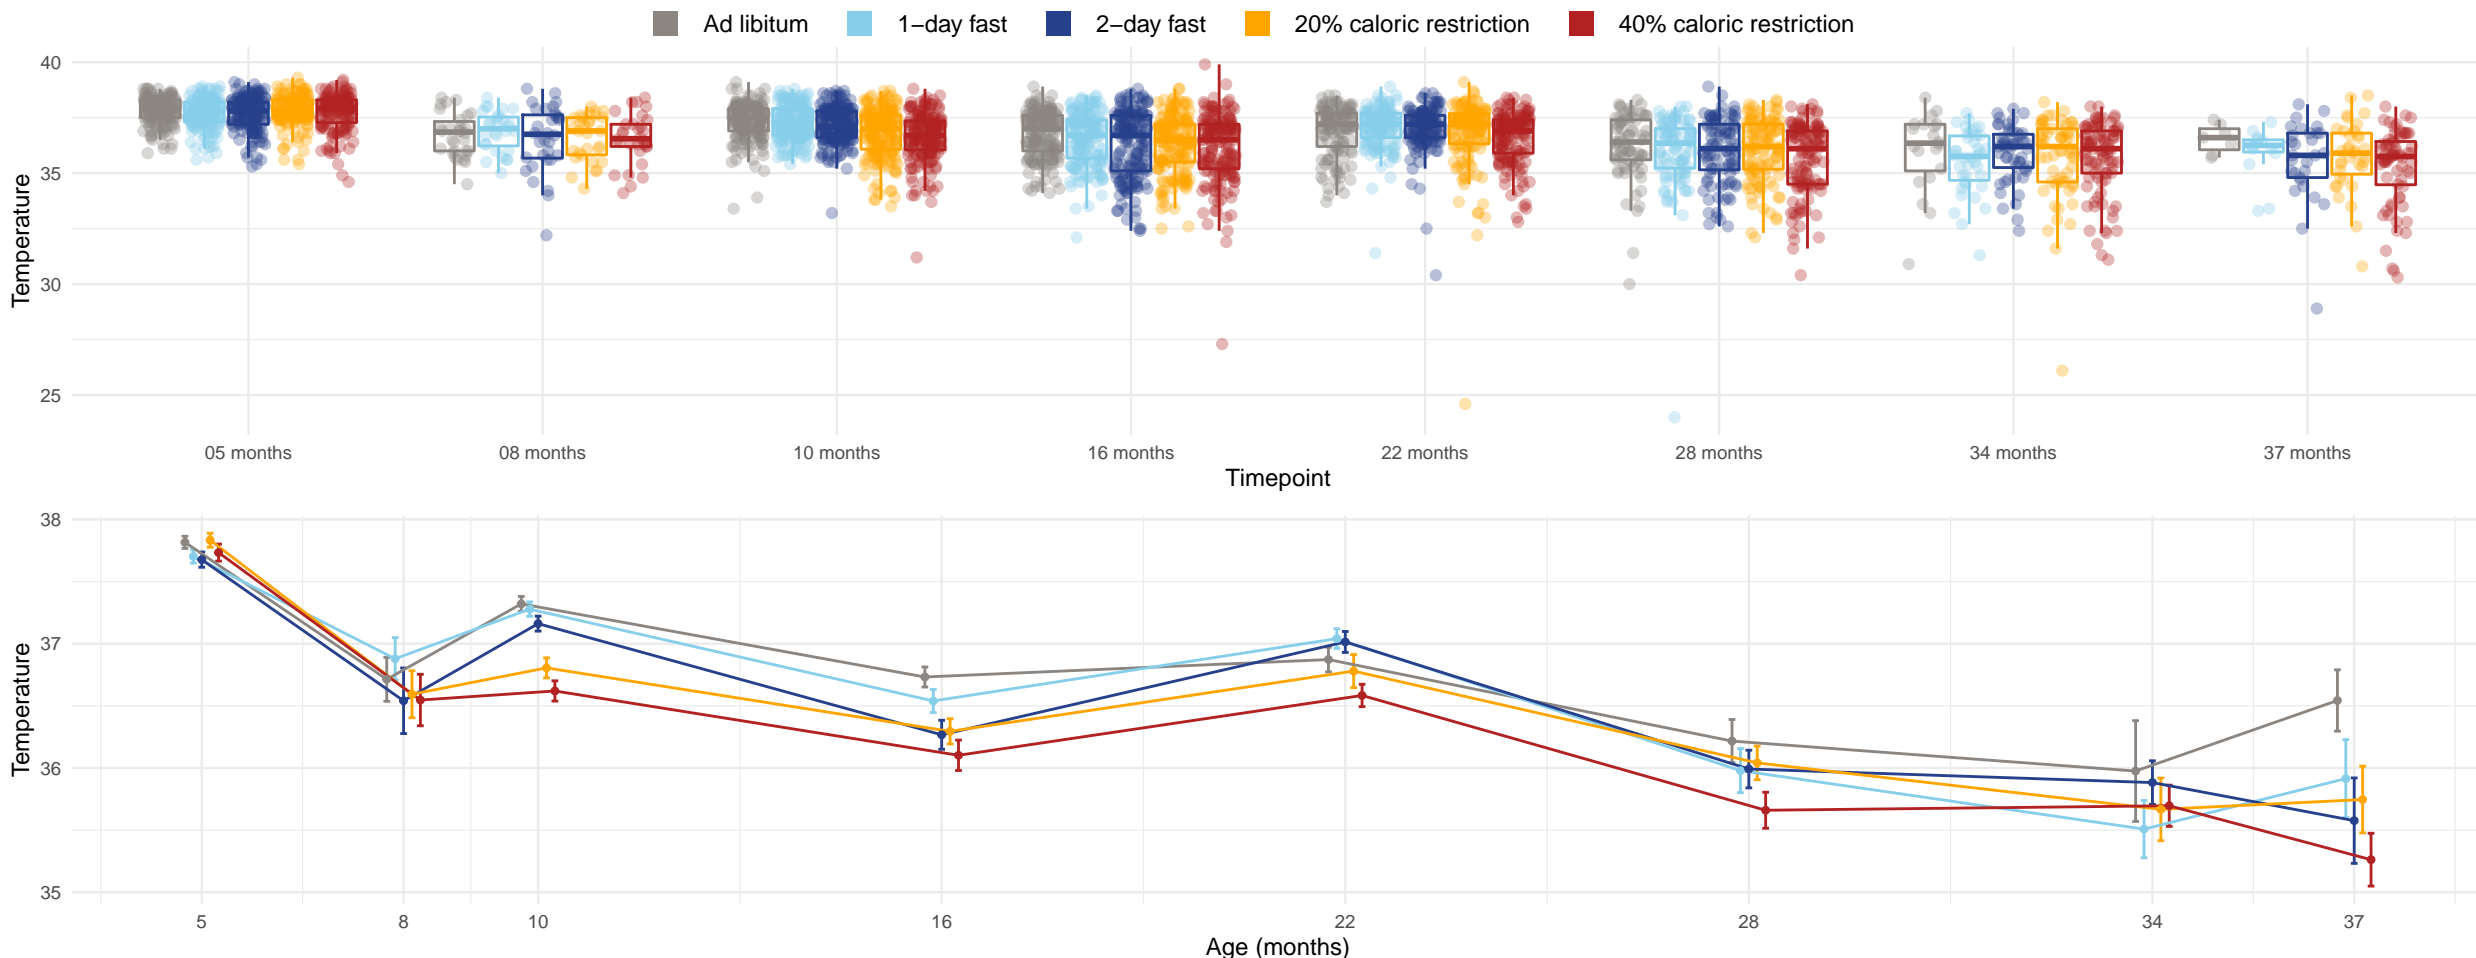 Ad libitum 1−day fast 2−day fast 20% caloric restriction 40% caloric restriction
Temperature
40
35
30
25
05 months 08 months 10 months 16 months 22 months 28 months 34 months 37 months
Timepoint
Temperature
38
37
36
35
5 8 10 16 22 28 34 37
Age (months)